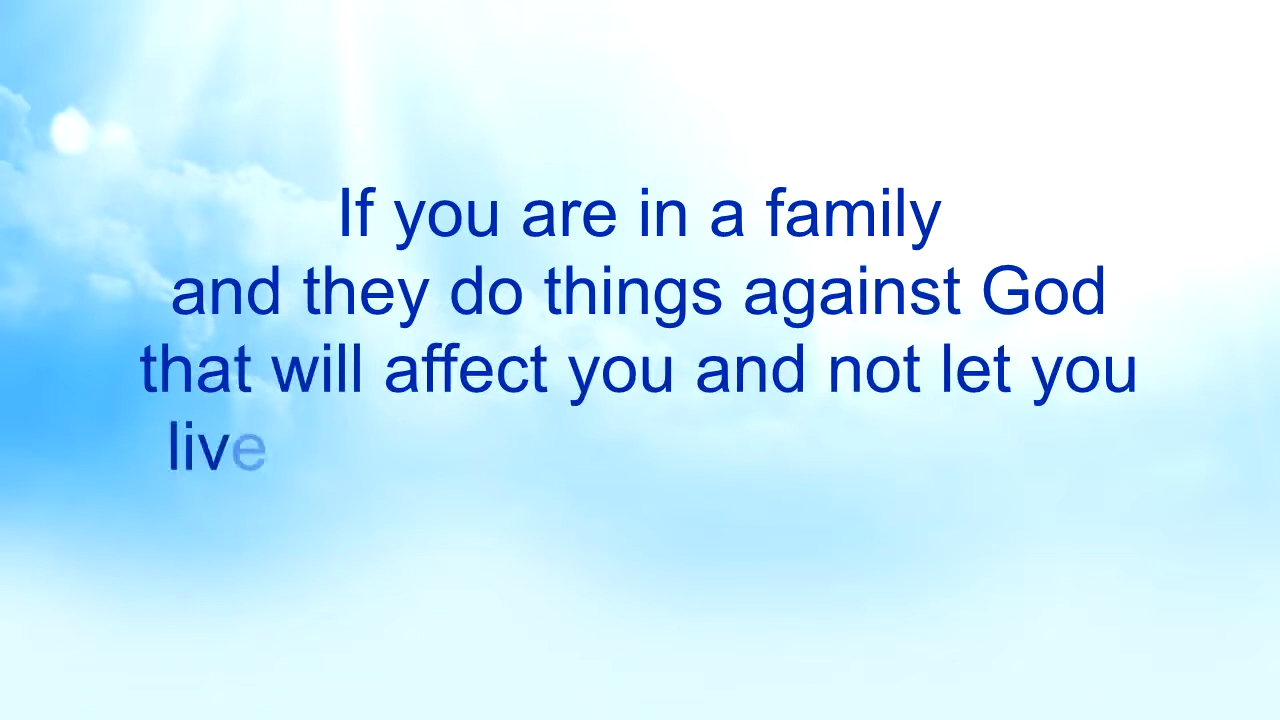 If you are in a family
and they do things against God
that will affect you and not let you
live